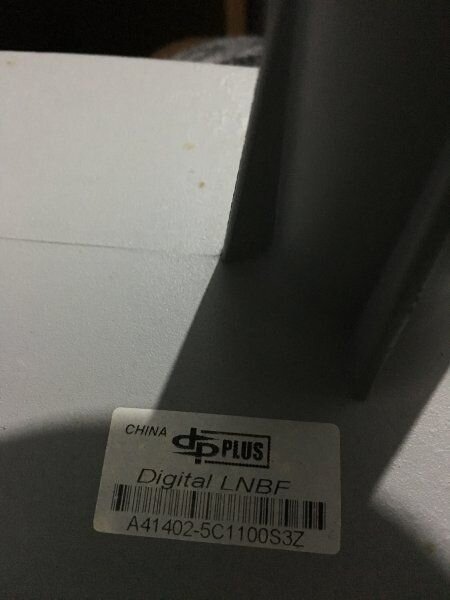 CHINA dp PLUS
Digital LNBF
A41402-5C1100S3Z